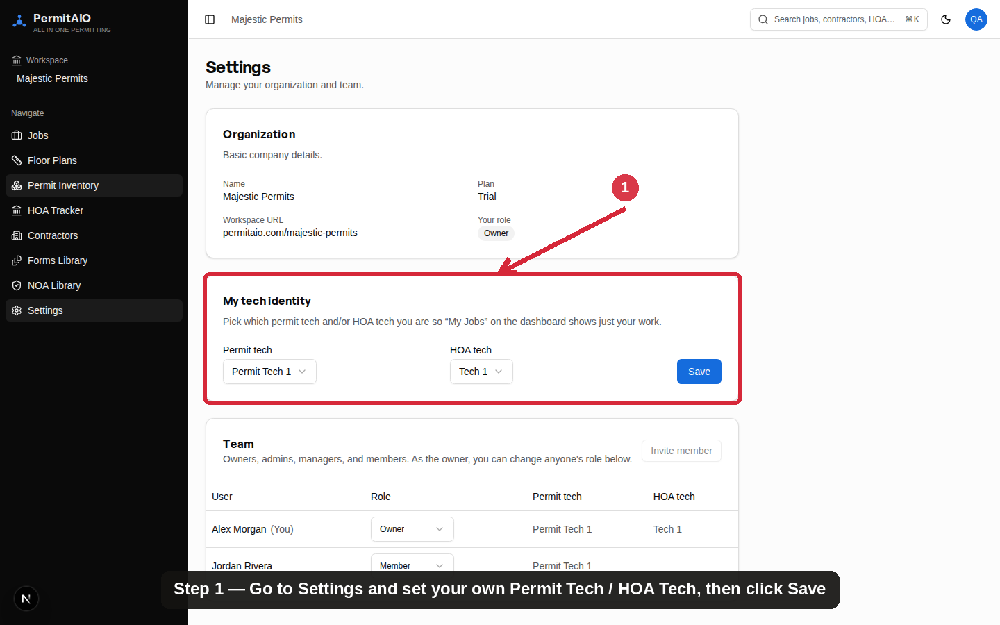 PermitAIO
ALL IN ONE PERMITTING
Workspace
Majestic Permits
Navigate
Jobs
Floor Plans
Permit Inventory
HOA Tracker
Contractors
Forms Library
NOA Library
Settings
N
Majestic Permits
Search jobs, contractors, HOA… ⌘K
QA
Settings
Manage your organization and team.
Organization
Basic company details.
Name
Majestic Permits
Plan
Trial
Workspace URL
permitaio.com/majestic-permits
Your role
Owner
1
My tech identity
Pick which permit tech and/or HOA tech you are so “My Jobs” on the dashboard shows just your work.
Permit tech
Permit Tech 1
HOA tech
Tech 1
Save
Team
Owners, admins, managers, and members. As the owner, you can change anyone's role below.
Invite member
User Role Permit tech HOA tech
Alex Morgan (You) Owner Permit Tech 1 Tech 1
Jordan Rivera Member Permit Tech 1 —
Step 1 — Go to Settings and set your own Permit Tech / HOA Tech, then click Save